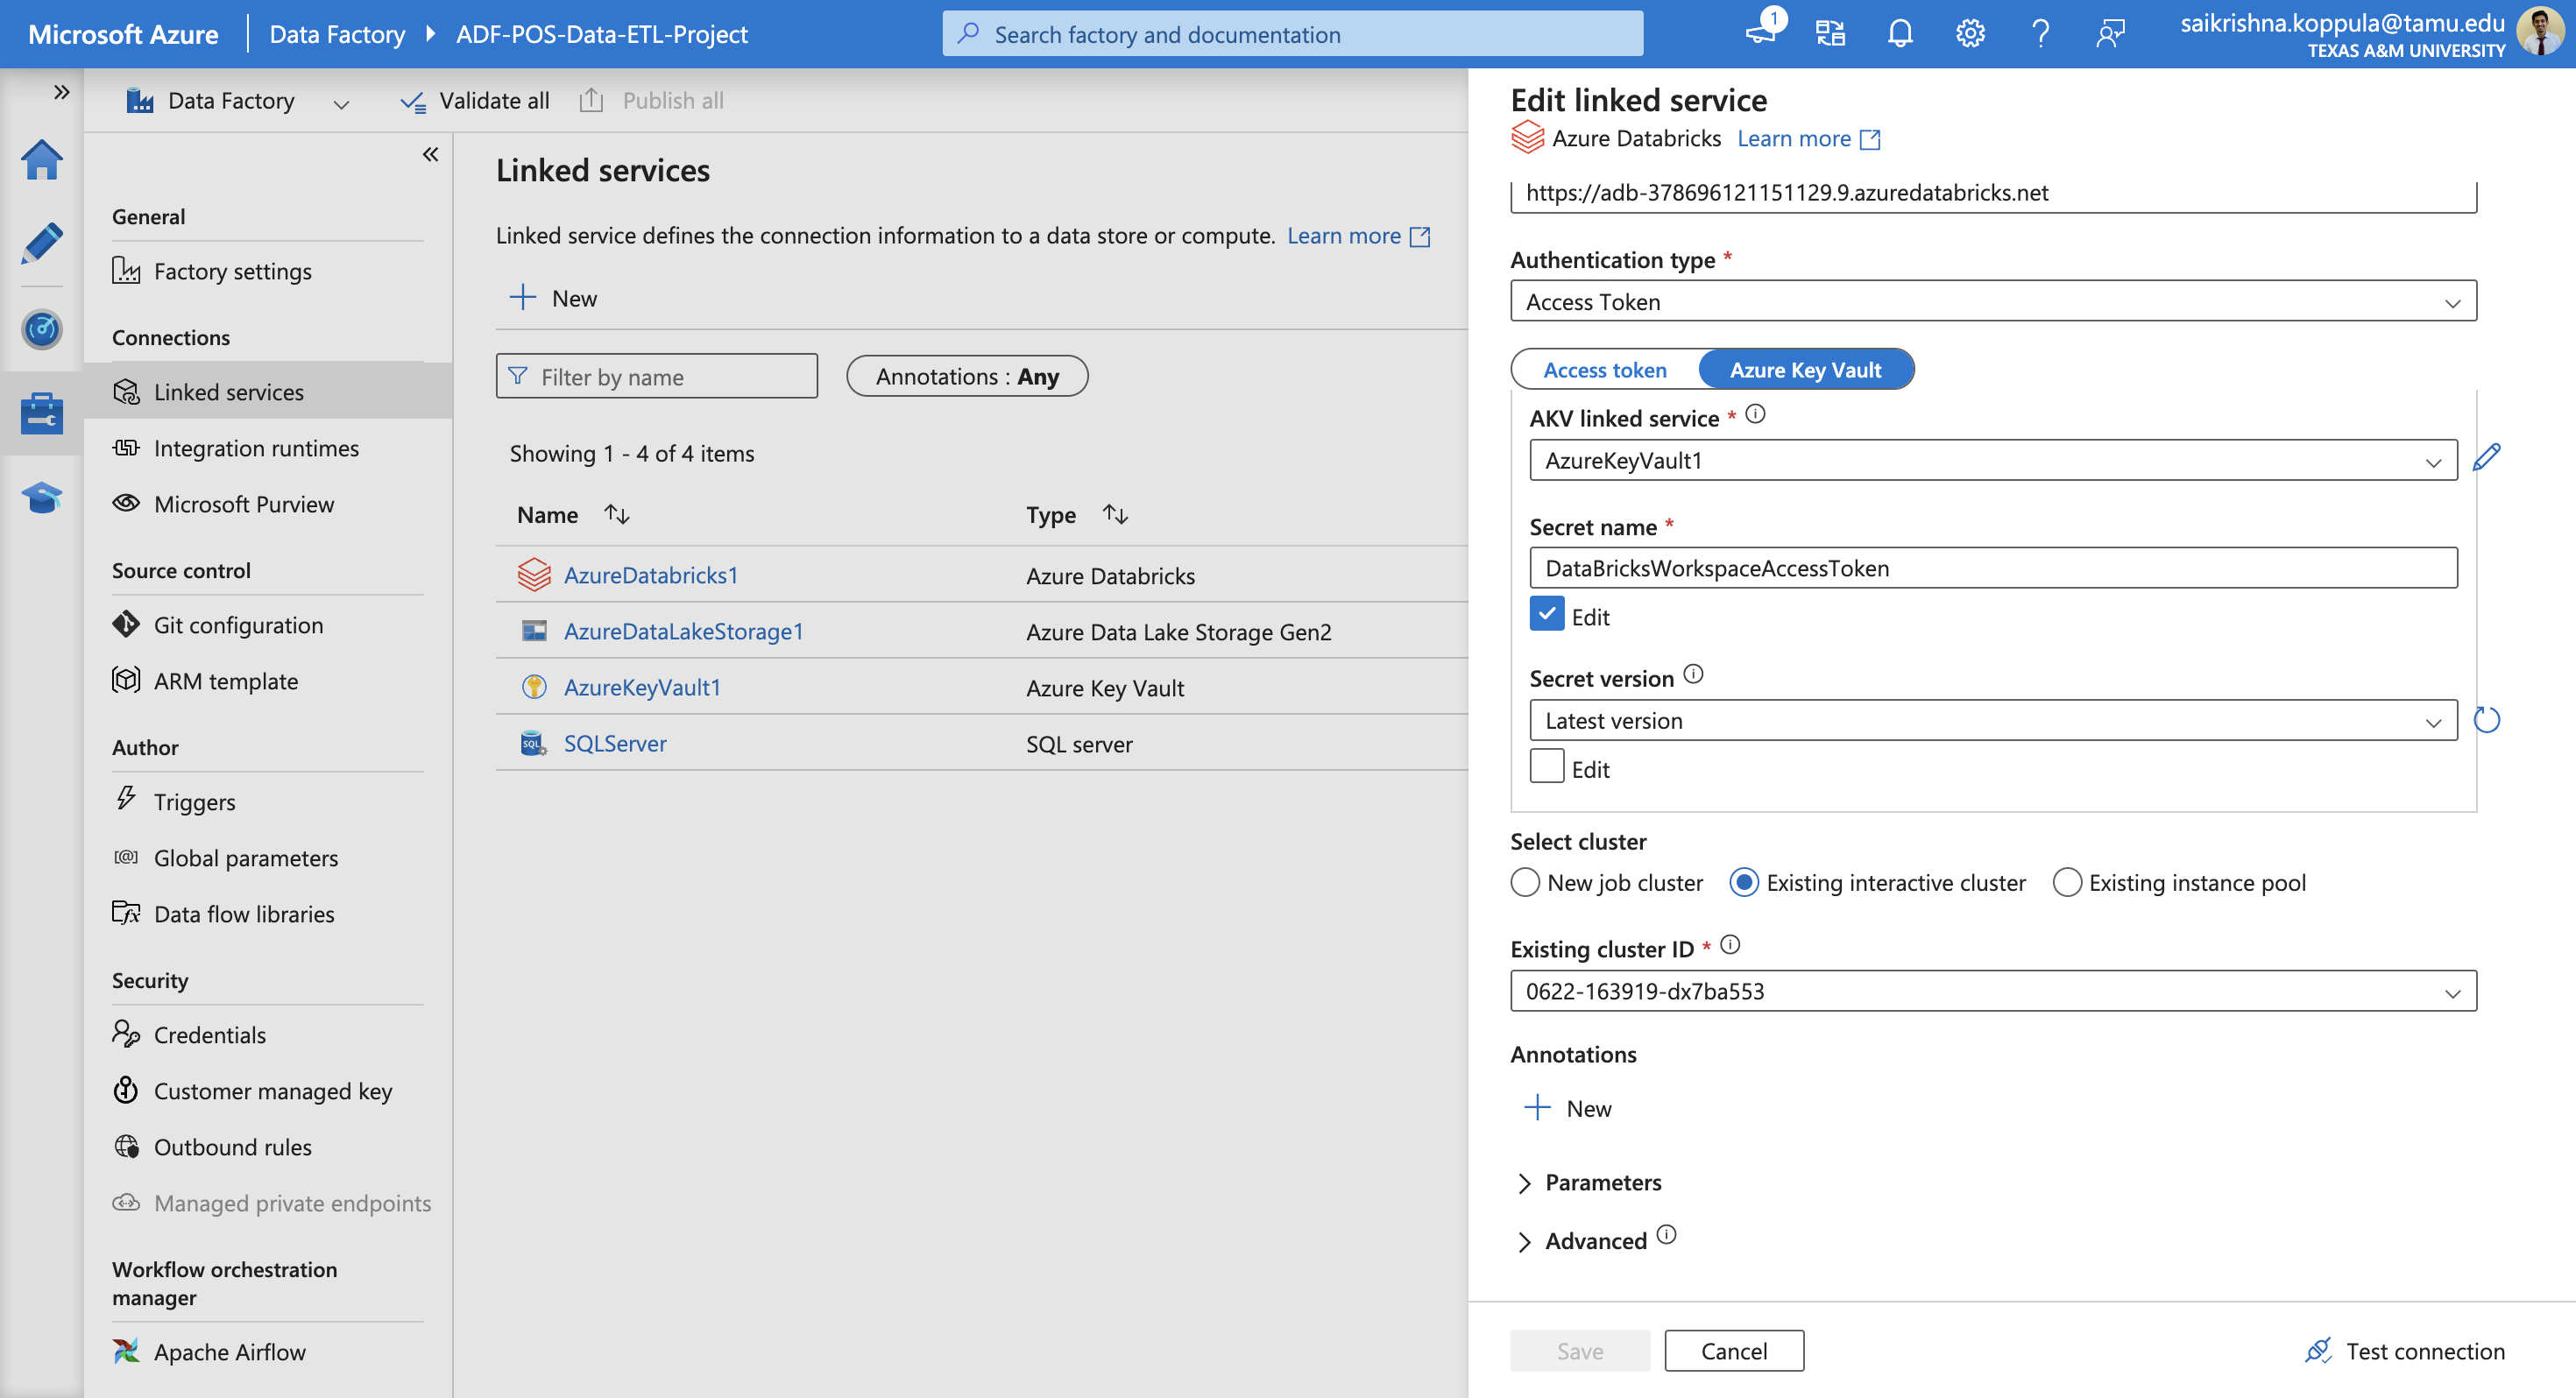 Microsoft Azure
Data Factory
ADF-POS-Data-ETL-Project
Search factory and documentation
1
saikrishna.koppula@tamu.edu
TEXAS A&M UNIVERSITY
Data Factory
Validate all
Publish all
General
Factory settings
Connections
Linked services
Integration runtimes
Microsoft Purview
Source control
Git configuration
ARM template
Author
Triggers
Global parameters
Data flow libraries
Security
Credentials
Customer managed key
Outbound rules
Managed private endpoints
Workflow orchestration
manager
Apache Airflow
Linked services
Linked service defines the connection information to a data store or compute. Learn more
New
Filter by name
Annotations : Any
Showing 1 - 4 of 4 items
Name Type
AzureDatabricks1 Azure Databricks
AzureDataLakeStorage1 Azure Data Lake Storage Gen2
AzureKeyVault1 Azure Key Vault
SQL SQLServer SQL server
Edit linked service
Azure Databricks Learn more
https://adb-378696121151129.9.azuredatabricks.net
Authentication type *
Access Token
Access token Azure Key Vault
AKV linked service *
AzureKeyVault1
Secret name *
DataBricksWorkspaceAccessToken
Edit
Secret version
Latest version
Edit
Select cluster
New job cluster Existing interactive cluster Existing instance pool
Existing cluster ID *
0622-163919-dx7ba553
Annotations
New
Parameters
Advanced
Save Cancel Test connection